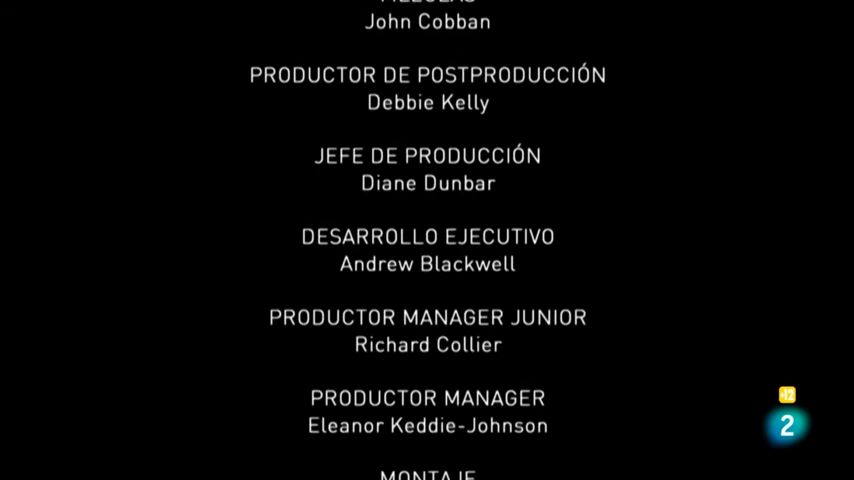 John Cobban
PRODUCTOR DE POSTPRODUCCIÓN
Debbie Kelly
JEFE DE PRODUCCIÓN
Diane Dunbar
DESARROLLO EJECUTIVO
Andrew Blackwell
PRODUCTOR MANAGER JUNIOR
Richard Collier
PRODUCTOR MANAGER
Eleanor Keddie-Johnson
MONTAJE
+12
2